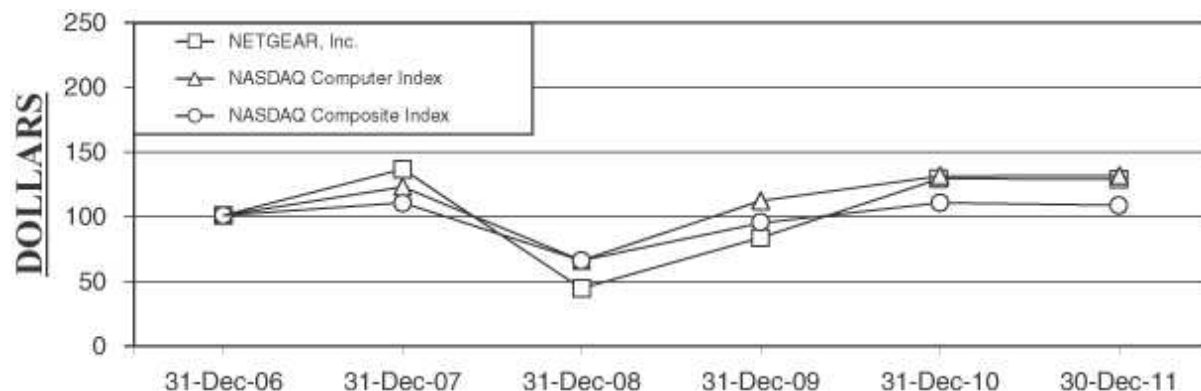 250
NETGEAR, Inc.
NASDAQ Computer Index
200
NASDAQ Composite Index
150
100
50
0
DOLLARS
31-Dec-06 31-Dec-07 31-Dec-08 31-Dec-09 31-Dec-10 30-Dec-11